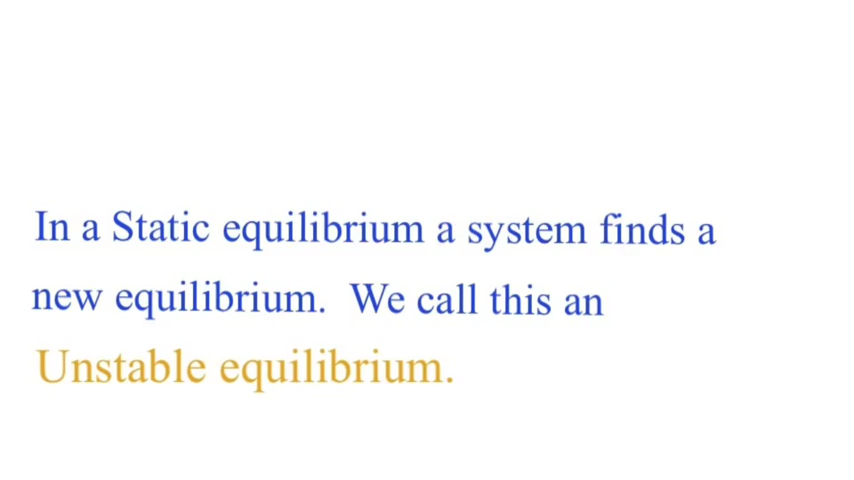 In a Static equilibrium a system finds a
new equilibrium. We call this an
Unstable equilibrium.